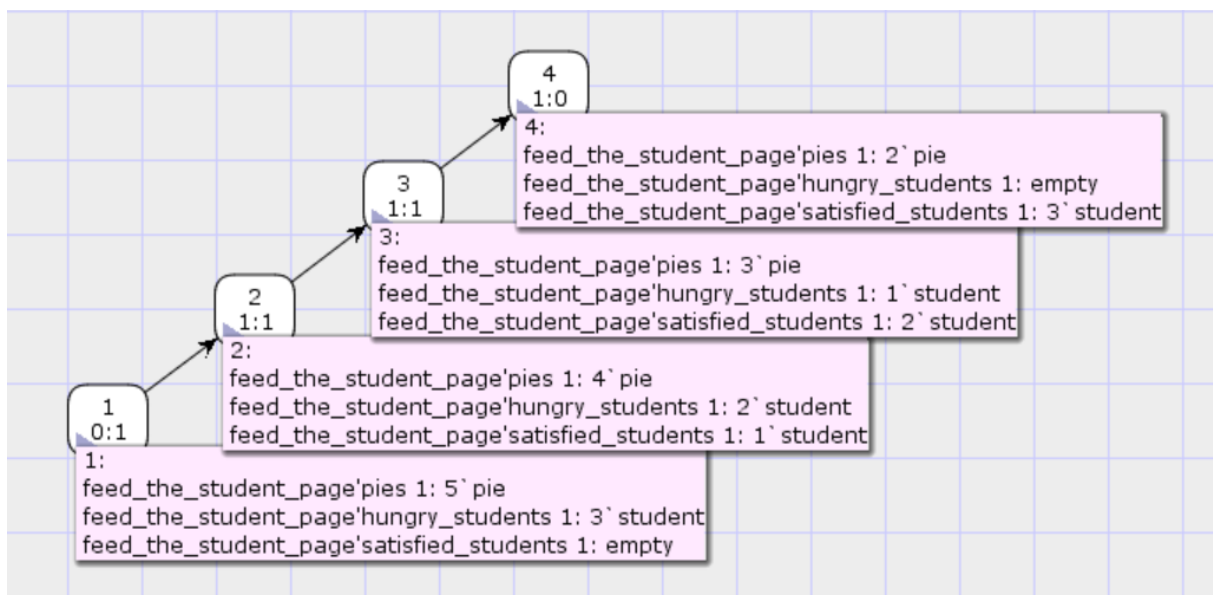 4
1:0
4:
feed_the_student_page'pies 1: 2`pie
feed_the_student_page'hungry_students 1: empty
feed_the_student_page'satisfied_students 1: 3`student
3
1:1
3:
feed_the_student_page'pies 1: 3`pie
feed_the_student_page'hungry_students 1: 1`student
feed_the_student_page'satisfied_students 1: 2`student
2
1:1
2:
feed_the_student_page'pies 1: 4`pie
feed_the_student_page'hungry_students 1: 2`student
feed_the_student_page'satisfied_students 1: 1`student
1
0:1
1:
feed_the_student_page'pies 1: 5`pie
feed_the_student_page'hungry_students 1: 3`student
feed_the_student_page'satisfied_students 1: empty